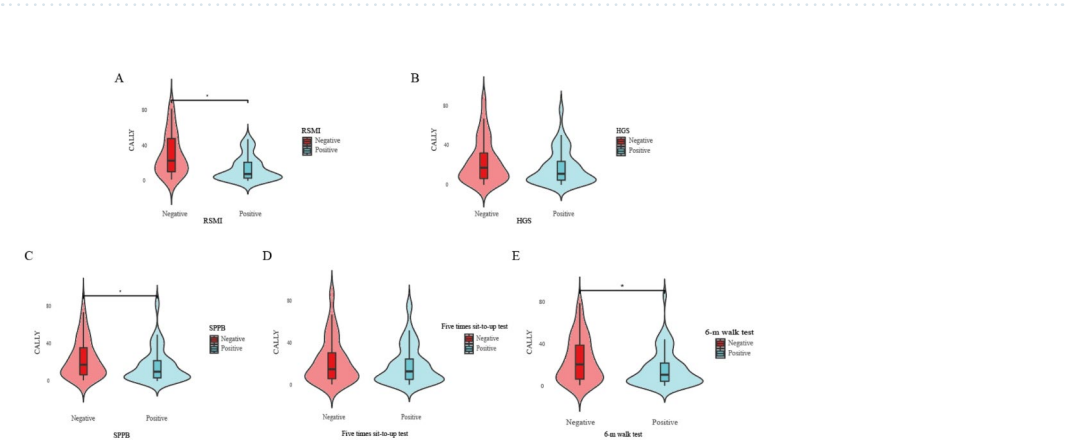 A
CALLY
80
40
0
*
Negative
Positive
RSMI
RSMI
Negative
Positive
B
CALLY
80
40
0
Negative
Positive
HGS
HGS
Negative
Positive
C
CALLY
80
40
0
*
Negative
Positive
SPPB
SPPB
Negative
Positive
D
CALLY
80
40
0
Negative
Positive
Five times sit-to-up test
Five times sit-to-up test
Negative
Positive
E
CALLY
80
40
0
*
Negative
Positive
6-m walk test
6-m walk test
Negative
Positive